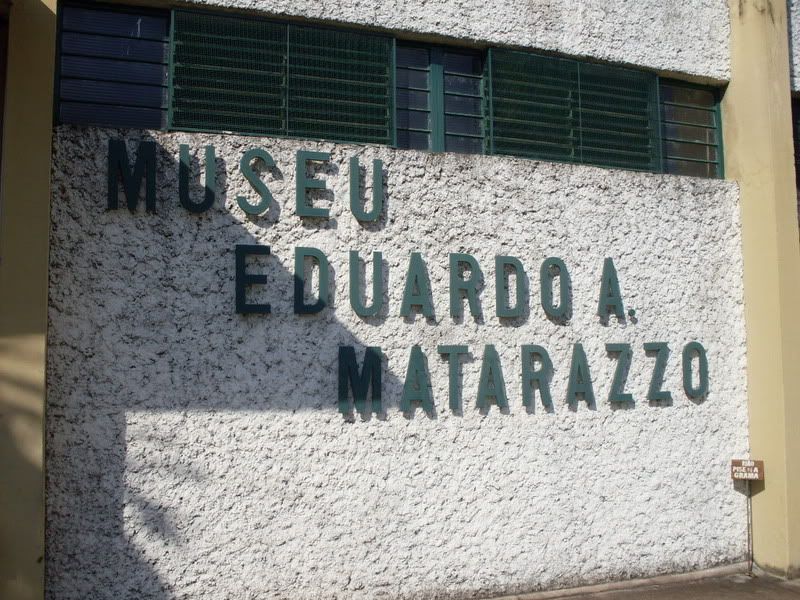 MUSEU
EDUARDO A.
MATARAZZO
NÃO
PISE NA
GRAMA